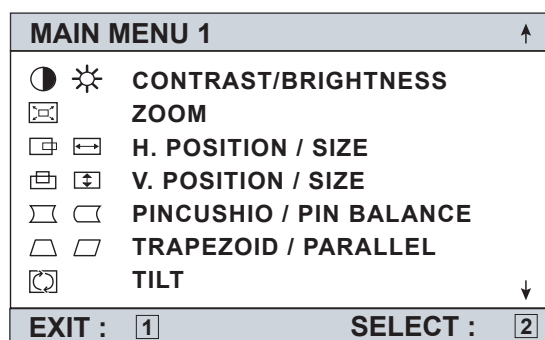 MAIN MENU 1
CONTRAST/BRIGHTNESS
ZOOM
H. POSITION / SIZE
V. POSITION / SIZE
PINCUSHIO / PIN BALANCE
TRAPEZOID / PARALLEL
TILT
EXIT : 1 SELECT : 2